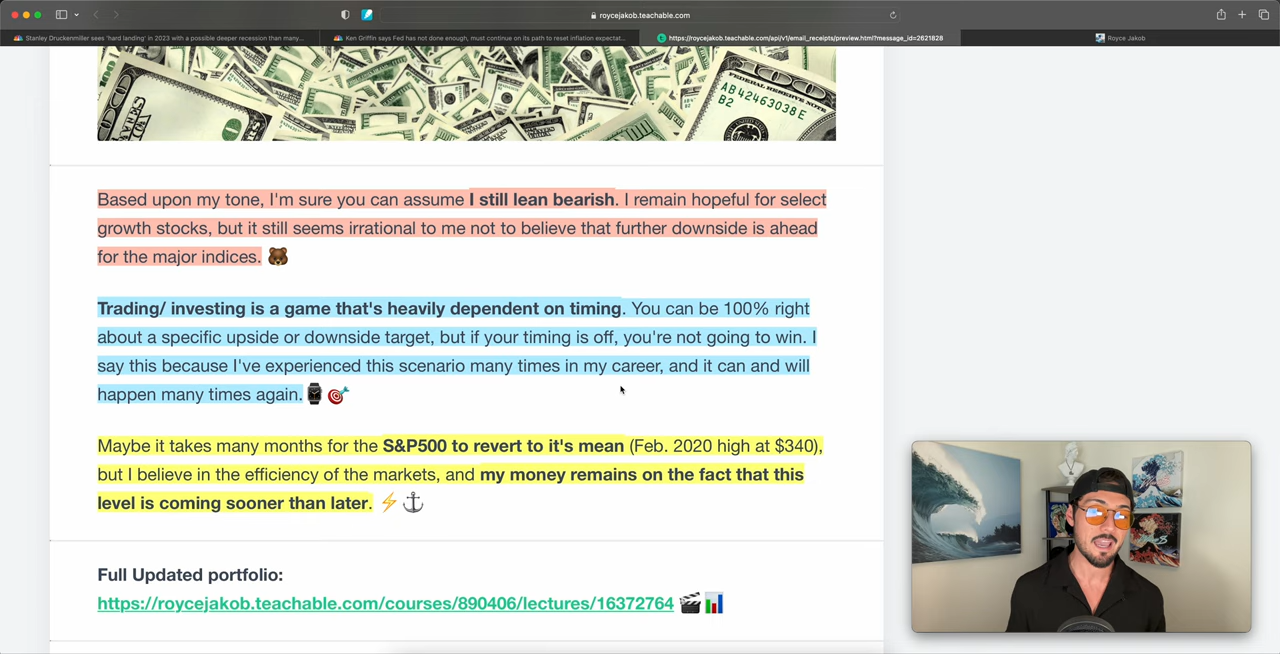 roycejakob.teachable.com
Stanley Druckenmiller sees 'hard landing' in 2023 with a possible deeper recession than many...
Ken Griffin says Fed has not done enough, must continue on its path to reset inflation expectat...
https://roycejakob.teachable.com/api/v1/email_receipts/preview.html?message_id=2621828
Royce Jakob
100
FEDERAL RESERVE
AB 42463038 E
B2
Based upon my tone, I'm sure you can assume I still lean bearish. I remain hopeful for select
growth stocks, but it still seems irrational to me not to believe that further downside is ahead
for the major indices. 🐻
Trading/ investing is a game that's heavily dependent on timing. You can be 100% right
about a specific upside or downside target, but if your timing is off, you're not going to win. I
say this because I've experienced this scenario many times in my career, and it can and will
happen many times again. ⌚🎯
Maybe it takes many months for the S&P500 to revert to it's mean (Feb. 2020 high at $340),
but I believe in the efficiency of the markets, and my money remains on the fact that this
level is coming sooner than later. ⚡⚓
Full Updated portfolio:
https://roycejakob.teachable.com/courses/890406/lectures/16372764 🎬📊